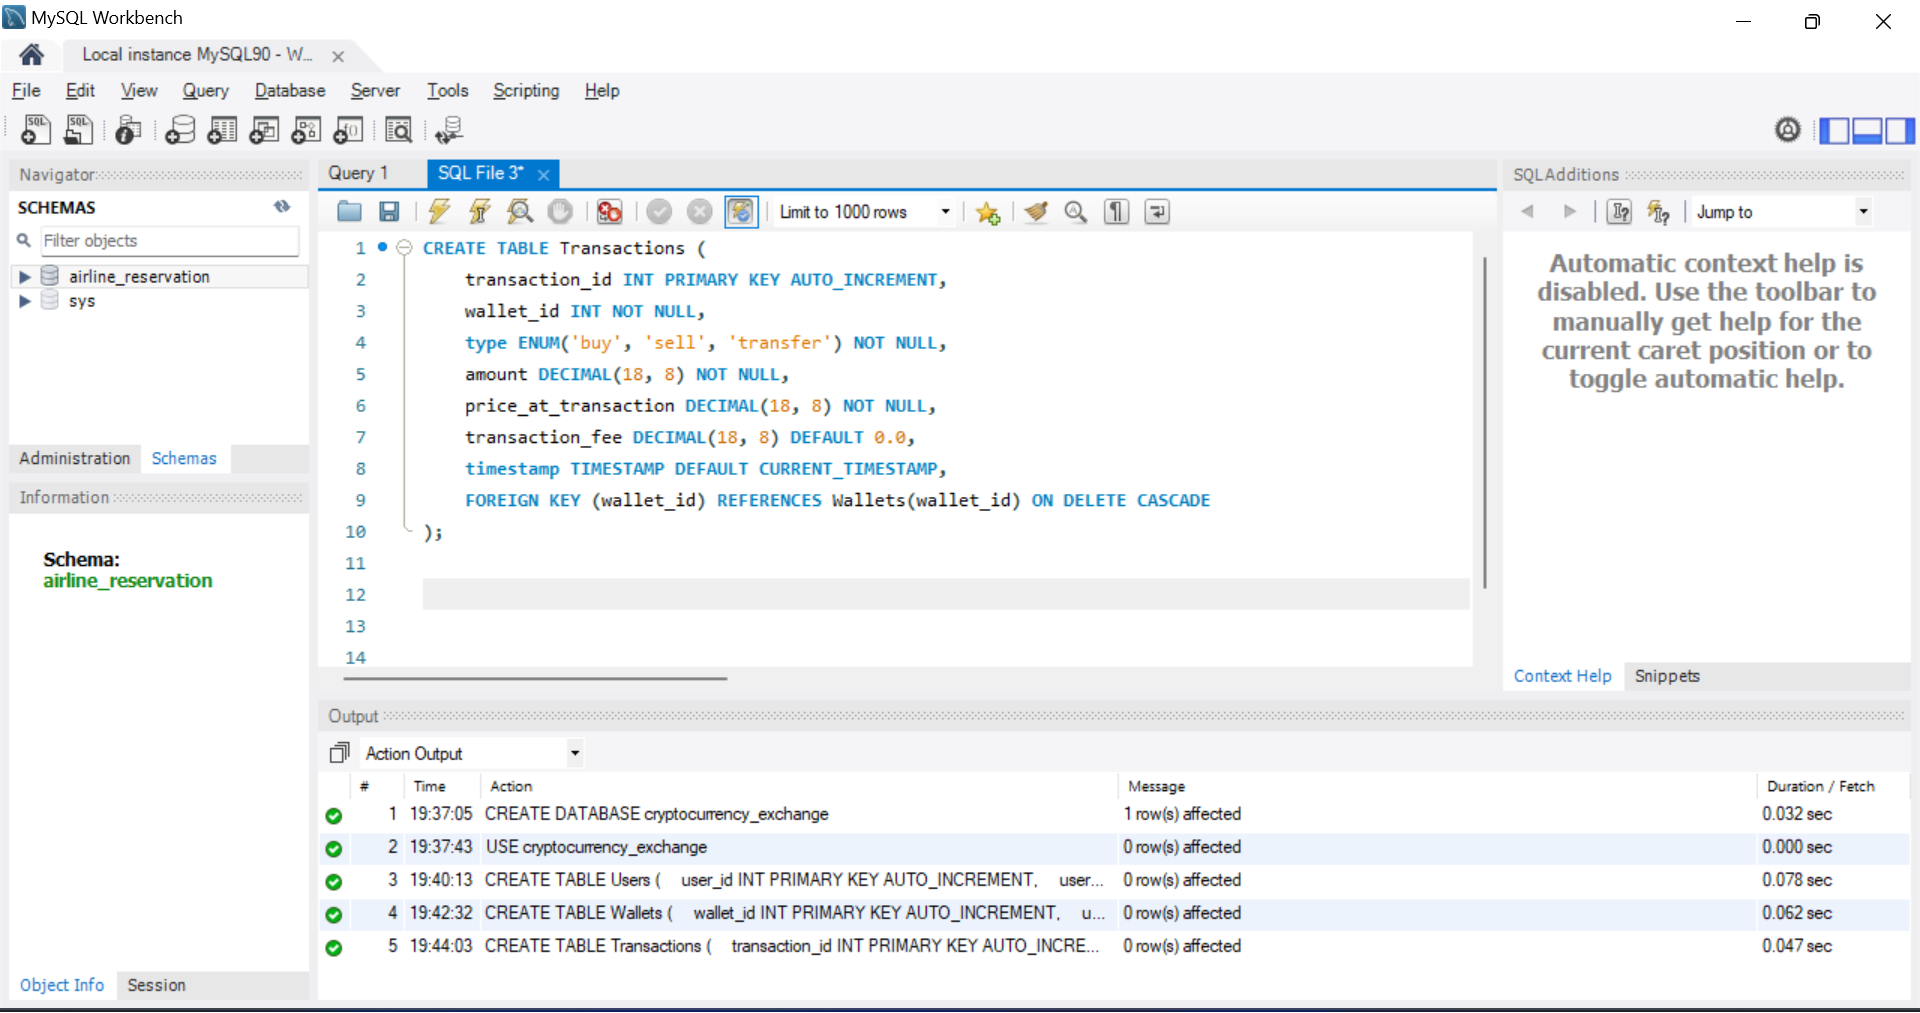 MySQL Workbench
Local instance MySQL90 - W...
File Edit View Query Database Server Tools Scripting Help
Navigator
SCHEMAS
Filter objects
airline_reservation
sys
Administration Schemas
Information
Schema:
airline_reservation
Object Info Session
Query 1 SQL File 3*
Limit to 1000 rows
1 CREATE TABLE Transactions (
2 transaction_id INT PRIMARY KEY AUTO_INCREMENT,
3 wallet_id INT NOT NULL,
4 type ENUM('buy', 'sell', 'transfer') NOT NULL,
5 amount DECIMAL(18, 8) NOT NULL,
6 price_at_transaction DECIMAL(18, 8) NOT NULL,
7 transaction_fee DECIMAL(18, 8) DEFAULT 0.0,
8 timestamp TIMESTAMP DEFAULT CURRENT_TIMESTAMP,
9 FOREIGN KEY (wallet_id) REFERENCES Wallets(wallet_id) ON DELETE CASCADE
10 );
11
12
13
14
SQLAdditions
Jump to
Automatic context help is
disabled. Use the toolbar to
manually get help for the
current caret position or to
toggle automatic help.
Context Help Snippets
Output
Action Output
# Time Action Message Duration / Fetch
1 19:37:05 CREATE DATABASE cryptocurrency_exchange 1 row(s) affected 0.032 sec
2 19:37:43 USE cryptocurrency_exchange 0 row(s) affected 0.000 sec
3 19:40:13 CREATE TABLE Users ( user_id INT PRIMARY KEY AUTO_INCREMENT, user... 0 row(s) affected 0.078 sec
4 19:42:32 CREATE TABLE Wallets ( wallet_id INT PRIMARY KEY AUTO_INCREMENT, u... 0 row(s) affected 0.062 sec
5 19:44:03 CREATE TABLE Transactions ( transaction_id INT PRIMARY KEY AUTO_INCRE... 0 row(s) affected 0.047 sec